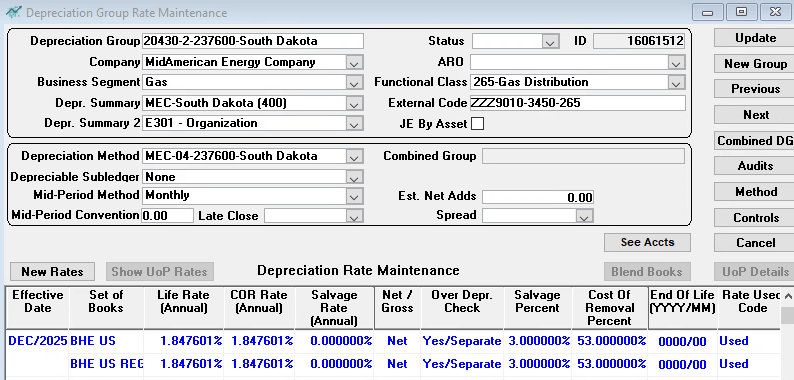 Depreciation Group Rate Maintenance
Depreciation Group 20430-2-237600-South Dakota Status ID 16061512 Update
Company MidAmerican Energy Company ARO New Group
Business Segment Gas Functional Class 265-Gas Distribution Previous
Depr. Summary MEC-South Dakota (400) External Code ZZZ9010-3450-265 Next
Depr. Summary 2 E301 - Organization JE By Asset Combined DG
Depreciation Method MEC-04-237600-South Dakota Combined Group Audits
Depreciable Subledger None
Mid-Period Method Monthly Est. Net Adds 0.00 Method
Mid-Period Convention 0.00 Late Close Spread Controls
See Accts Cancel
New Rates Show UoP Rates Depreciation Rate Maintenance Blend Books UoP Details
Effective Date Set of Books Life Rate (Annual) COR Rate (Annual) Salvage Rate (Annual) Net / Gross Over Depr. Check Salvage Percent Cost Of Removal Percent End Of Life (YYYY/MM) Rate Used Code
DEC/2025 BHE US 1.847601% 1.847601% 0.000000% Net Yes/Separate 3.000000% 53.000000% 0000/00 Used
BHE US REG 1.847601% 1.847601% 0.000000% Net Yes/Separate 3.000000% 53.000000% 0000/00 Used